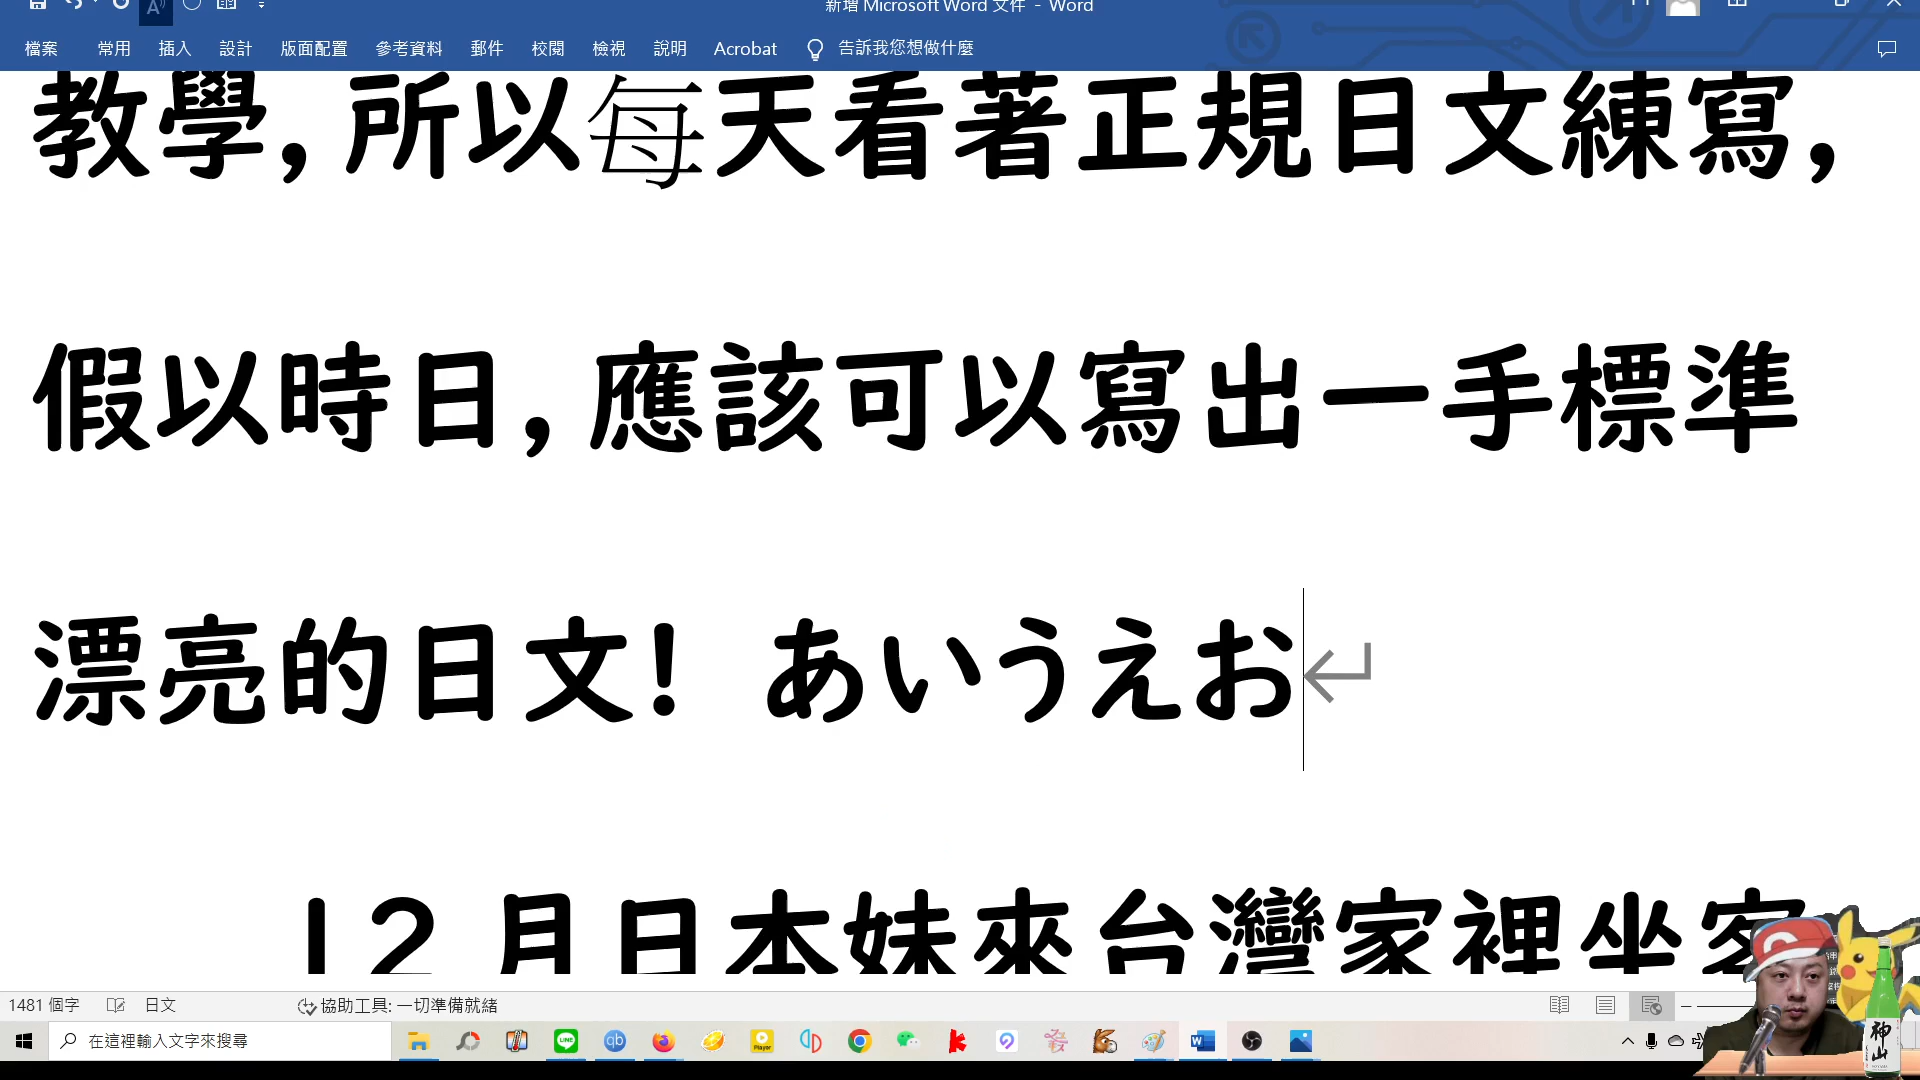 新增 Microsoft Word 文件 - Word
檔案 常用 插入 設計 版面配置 參考資料 郵件 校閱 檢視 說明 Acrobat 告訴我您想做什麼
教學，所以每天看著正規日文練寫，
假以時日，應該可以寫出一手標準
漂亮的日文！ あいうえお
12月日本妹來台灣家裡坐客
1481 個字 日文 協助工具: 一切準備就緒
在這裡輸入文字來搜尋
神山